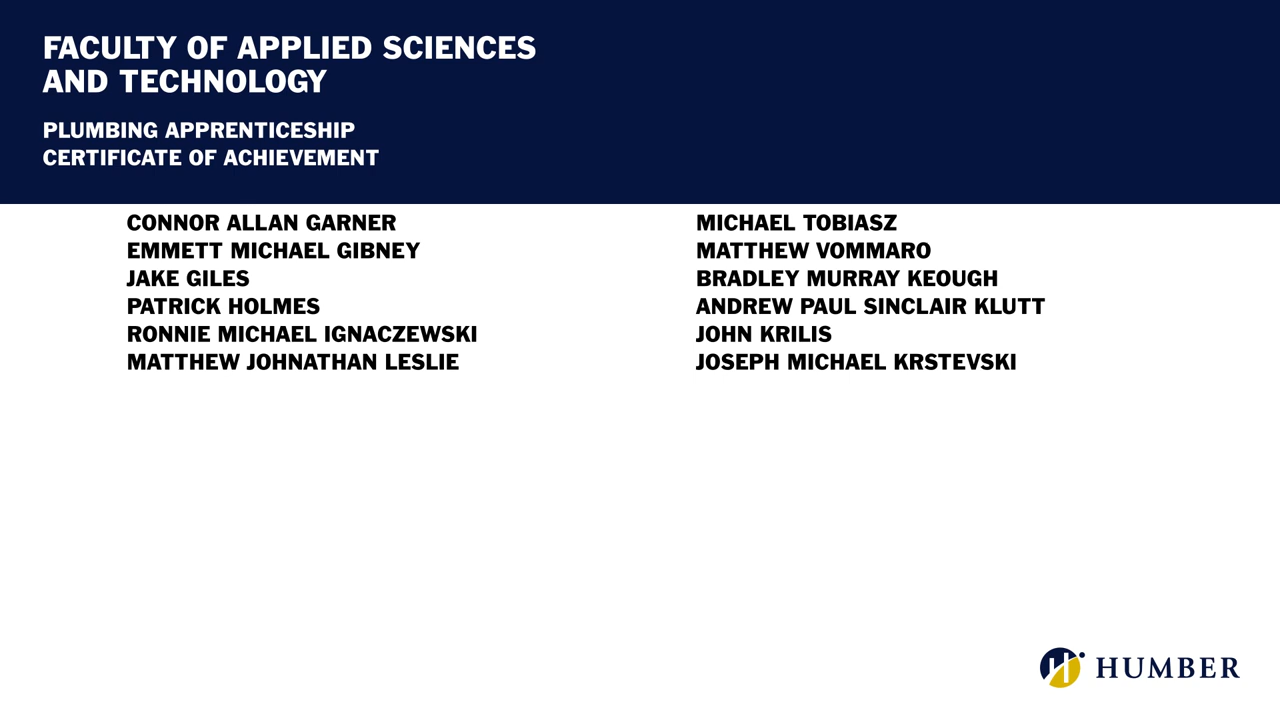 FACULTY OF APPLIED SCIENCES
AND TECHNOLOGY
PLUMBING APPRENTICESHIP
CERTIFICATE OF ACHIEVEMENT
CONNOR ALLAN GARNER
EMMETT MICHAEL GIBNEY
JAKE GILES
PATRICK HOLMES
RONNIE MICHAEL IGNACZEWSKI
MATTHEW JOHNATHAN LESLIE
MICHAEL TOBIASZ
MATTHEW VOMMARO
BRADLEY MURRAY KEOUGH
ANDREW PAUL SINCLAIR KLUTT
JOHN KRILIS
JOSEPH MICHAEL KRSTEVSKI
HUMBER